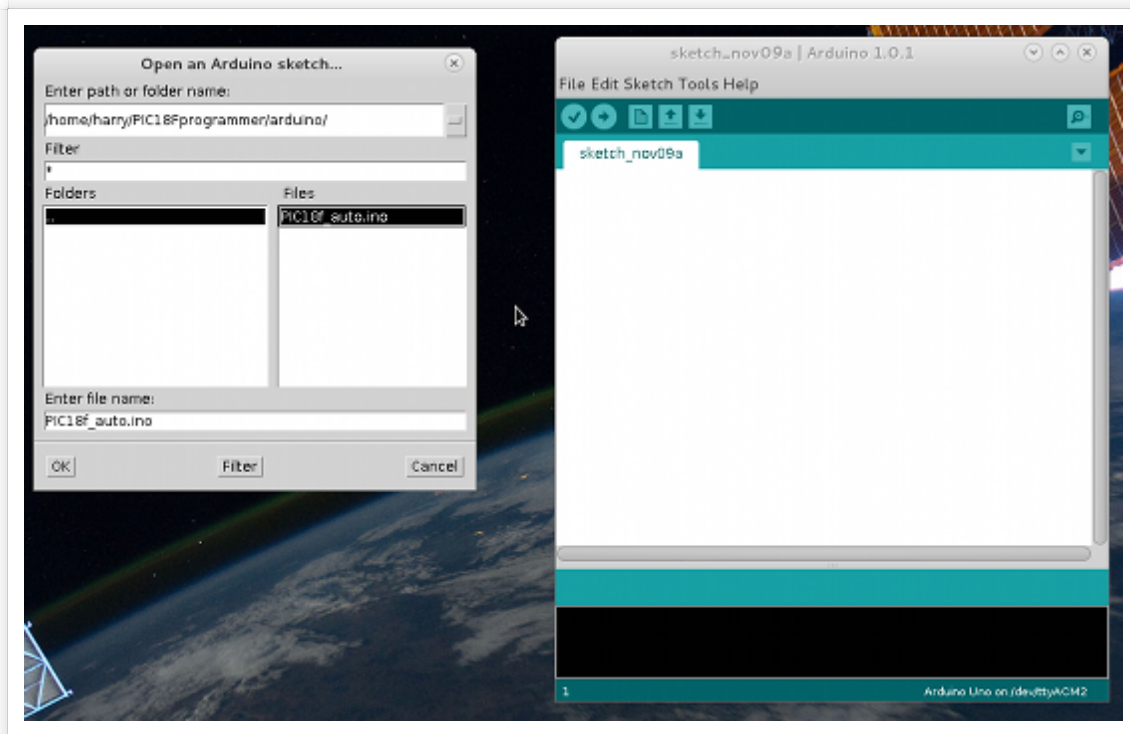 Open an Arduino sketch...
Enter path or folder name:
/home/harry/PIC18Fprogrammer/arduino/
Filter
*
Folders Files
.. PIC18f_auto.ino
Enter file name:
PIC18f_auto.ino
OK Filter Cancel
sketch_nov09a | Arduino 1.0.1
File Edit Sketch Tools Help
sketch_nov09a
1 Arduino Uno on /dev/ttyACM2